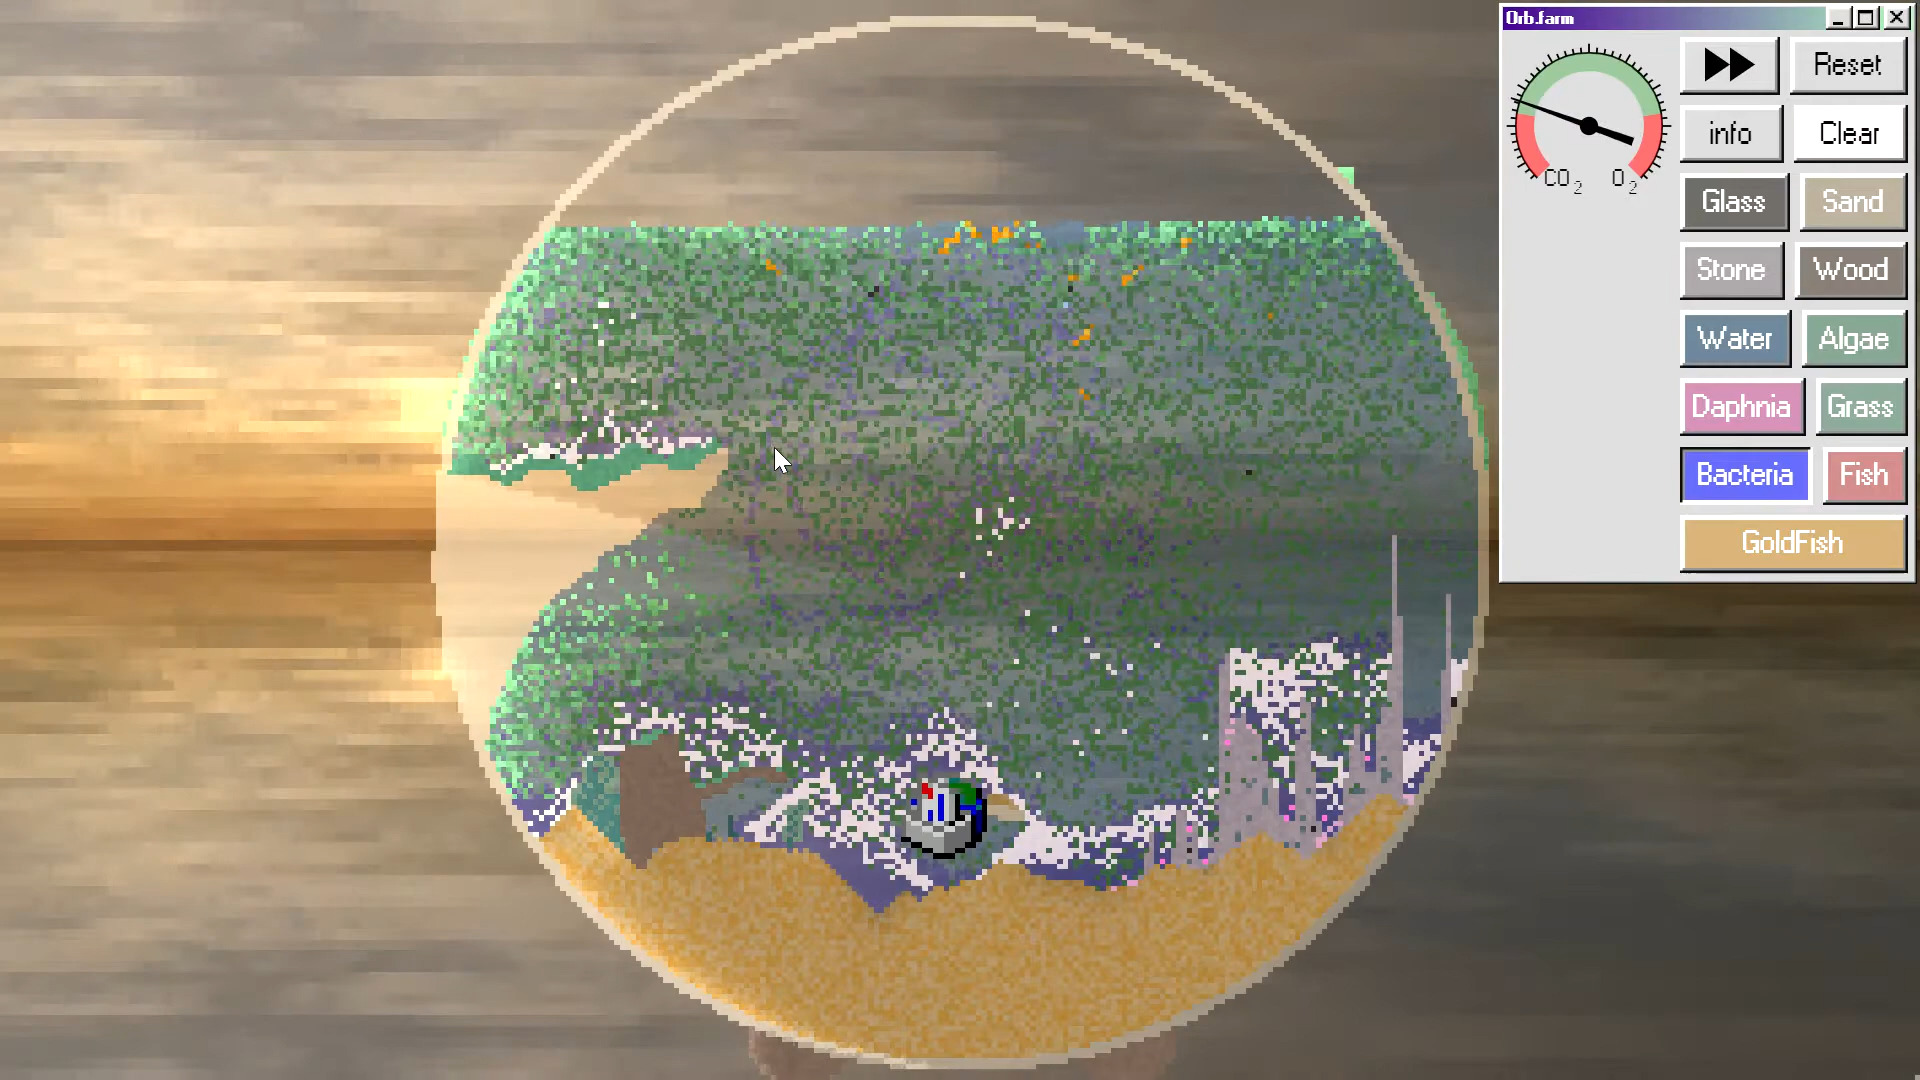 Orb.farm
CO2 O2
Reset
info Clear
Glass Sand
Stone Wood
Water Algae
Daphnia Grass
Bacteria Fish
GoldFish